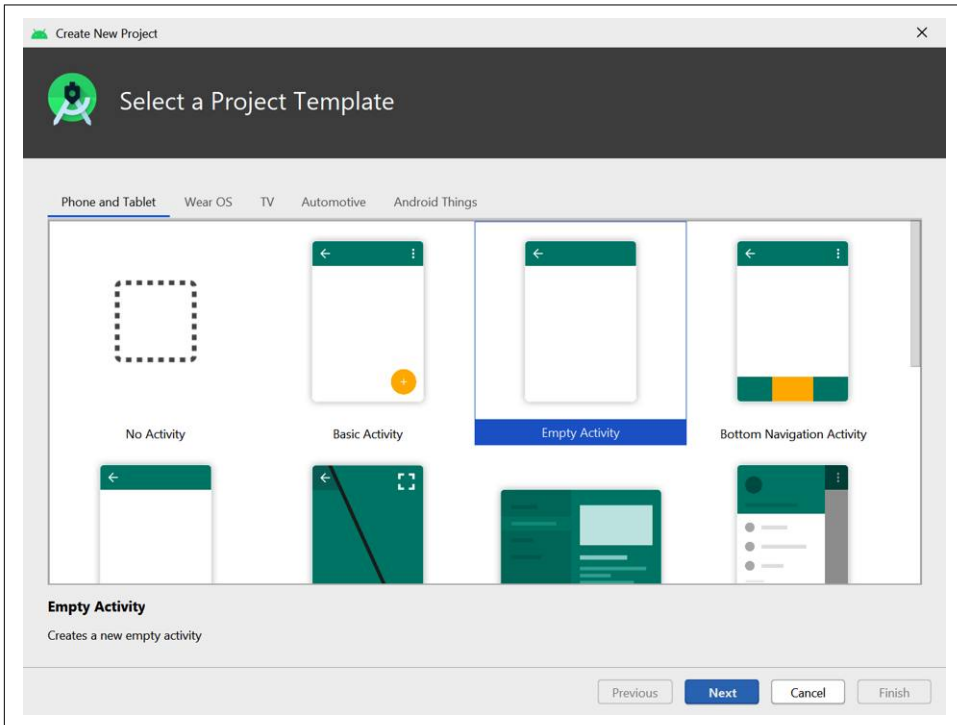 Create New Project
Select a Project Template
Phone and Tablet Wear OS TV Automotive Android Things
No Activity Basic Activity Empty Activity Bottom Navigation Activity
Empty Activity
Creates a new empty activity
Previous Next Cancel Finish